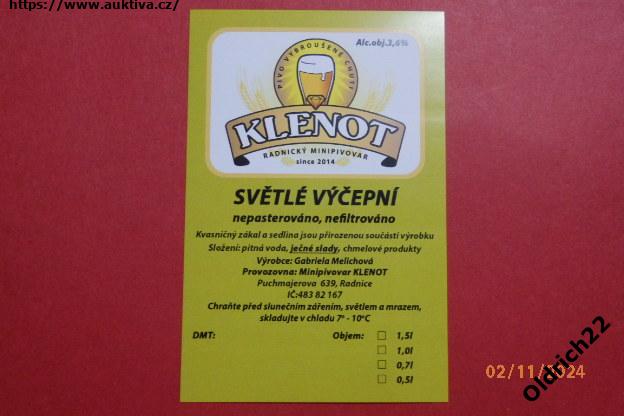 https://www.auktiva.cz/
Alc.obj.3,6%
PIVO VYBROUŠENÉ CHUTI
KLENOT
RADNICKÝ MINIPIVOVAR
since 2014
SVĚTLÉ VÝČEPNÍ
nepasterováno, nefiltrováno
Kvasničný zákal a sedlina jsou přirozenou součástí výrobku
Složení: pitná voda, ječné slady, chmelové produkty
Výrobce: Gabriela Melichová
Provozovna: Minipivovar KLENOT
Puchmajerova 639, Radnice
IČ:483 82 167
Chraňte před slunečním zářením, světlem a mrazem,
skladujte v chladu 7° - 10°C
DMT: Objem: 1,5l
1,0l
0,7l
0,5l
02/11/2024
Oldrich22